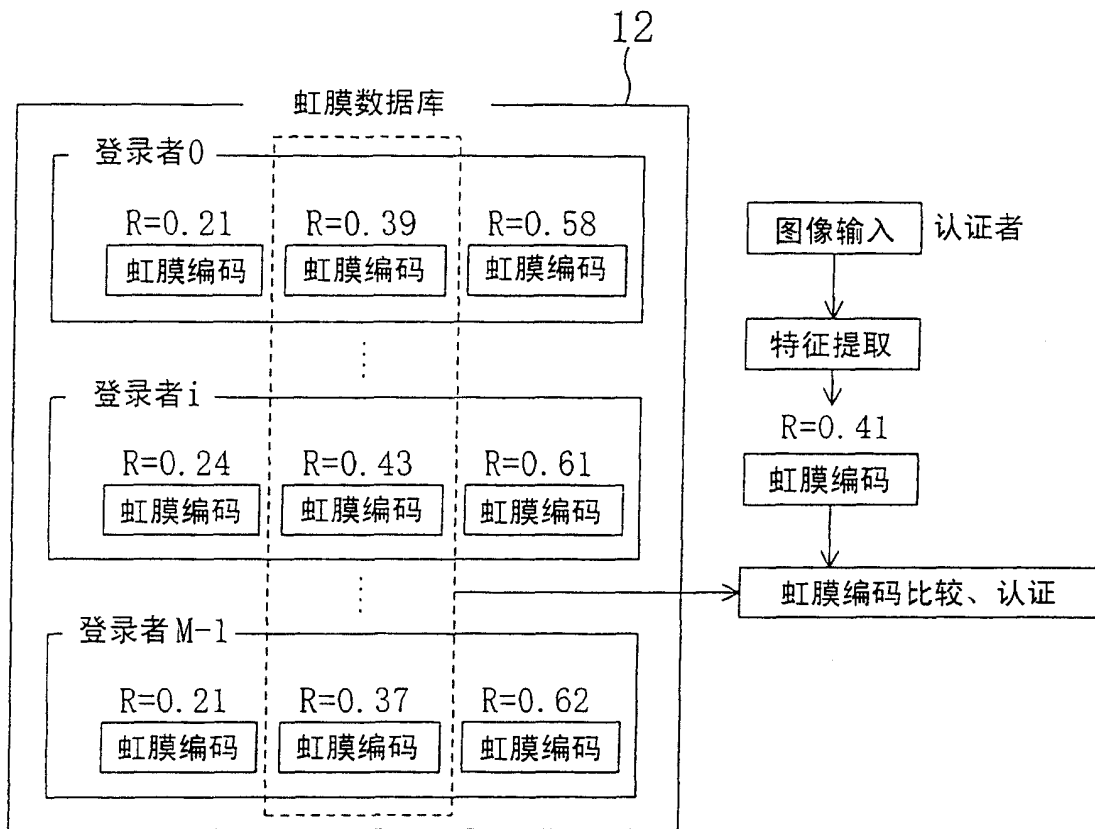 12
虹膜数据库
登录者0
R=0.21 R=0.39 R=0.58
虹膜编码 虹膜编码 虹膜编码
登录者i
R=0.24 R=0.43 R=0.61
虹膜编码 虹膜编码 虹膜编码
登录者M-1
R=0.21 R=0.37 R=0.62
虹膜编码 虹膜编码 虹膜编码
图像输入 认证者
特征提取
R=0.41
虹膜编码
虹膜编码比较、认证